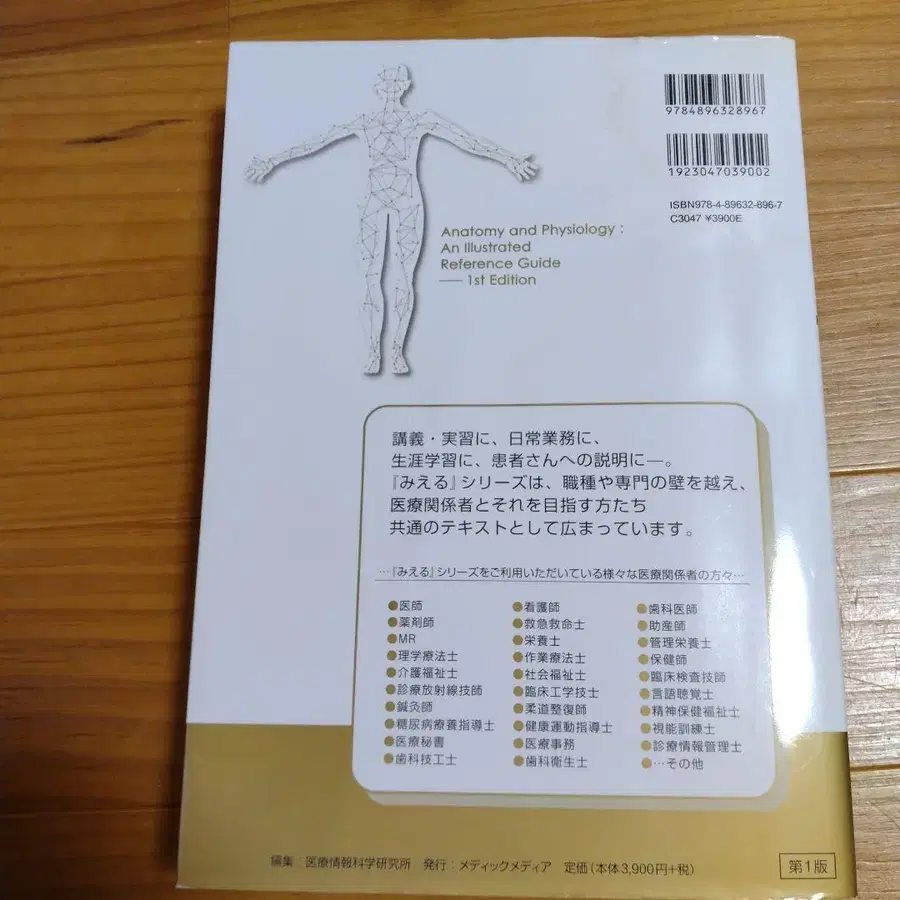 9784896328967
1923047039002
ISBN978-4-89632-896-7
C3047 ¥3900E
Anatomy and Physiology :
An Illustrated
Reference Guide
— 1st Edition
講義・実習に、日常業務に、
生涯学習に、患者さんへの説明に―。
『みえる』シリーズは、職種や専門の壁を越え、
医療関係者とそれを目指す方たち
共通のテキストとして広まっています。
…『みえる』シリーズをご利用いただいている様々な医療関係者の方々…
●医師 ●看護師 ●歯科医師
●薬剤師 ●救急救命士 ●助産師
●MR ●栄養士 ●管理栄養士
●理学療法士 ●作業療法士 ●保健師
●介護福祉士 ●社会福祉士 ●臨床検査技師
●診療放射線技師 ●臨床工学技士 ●言語聴覚士
●鍼灸師 ●柔道整復師 ●精神保健福祉士
●糖尿病療養指導士 ●健康運動指導士 ●視能訓練士
●医療秘書 ●医療事務 ●診療情報管理士
●歯科技工士 ●歯科衛生士 ●…その他
編集：医療情報科学研究所 発行：メディックメディア 定価（本体3,900円＋税） 第1版